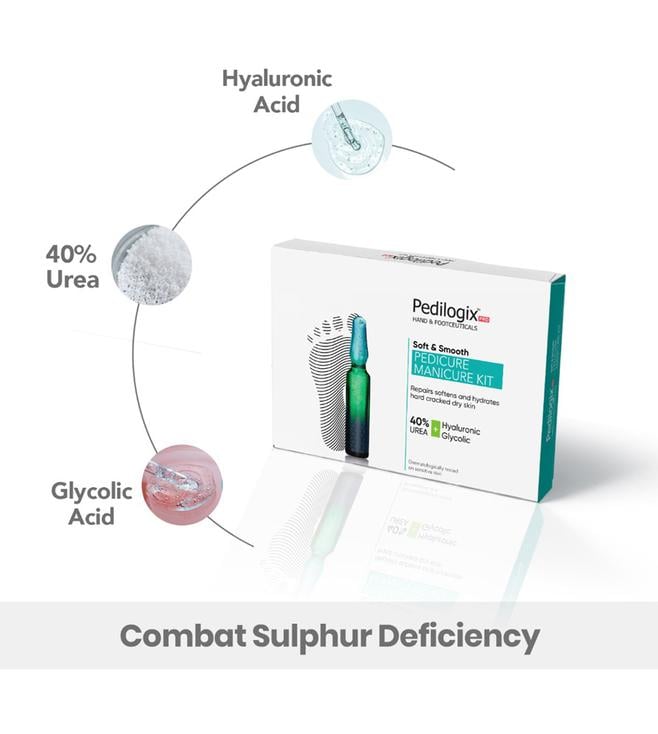 Hyaluronic
Acid
40%
Urea
Glycolic
Acid
Pedilogix PRO
HAND & FOOTCEUTICALS
Soft & Smooth
PEDICURE
MANICURE KIT
Repairs softens and hydrates
hard cracked dry skin
40%
UREA
+
Hyaluronic
Glycolic
Dermatologically tested
on sensitive skin
Pedilogix
Combat Sulphur Deficiency